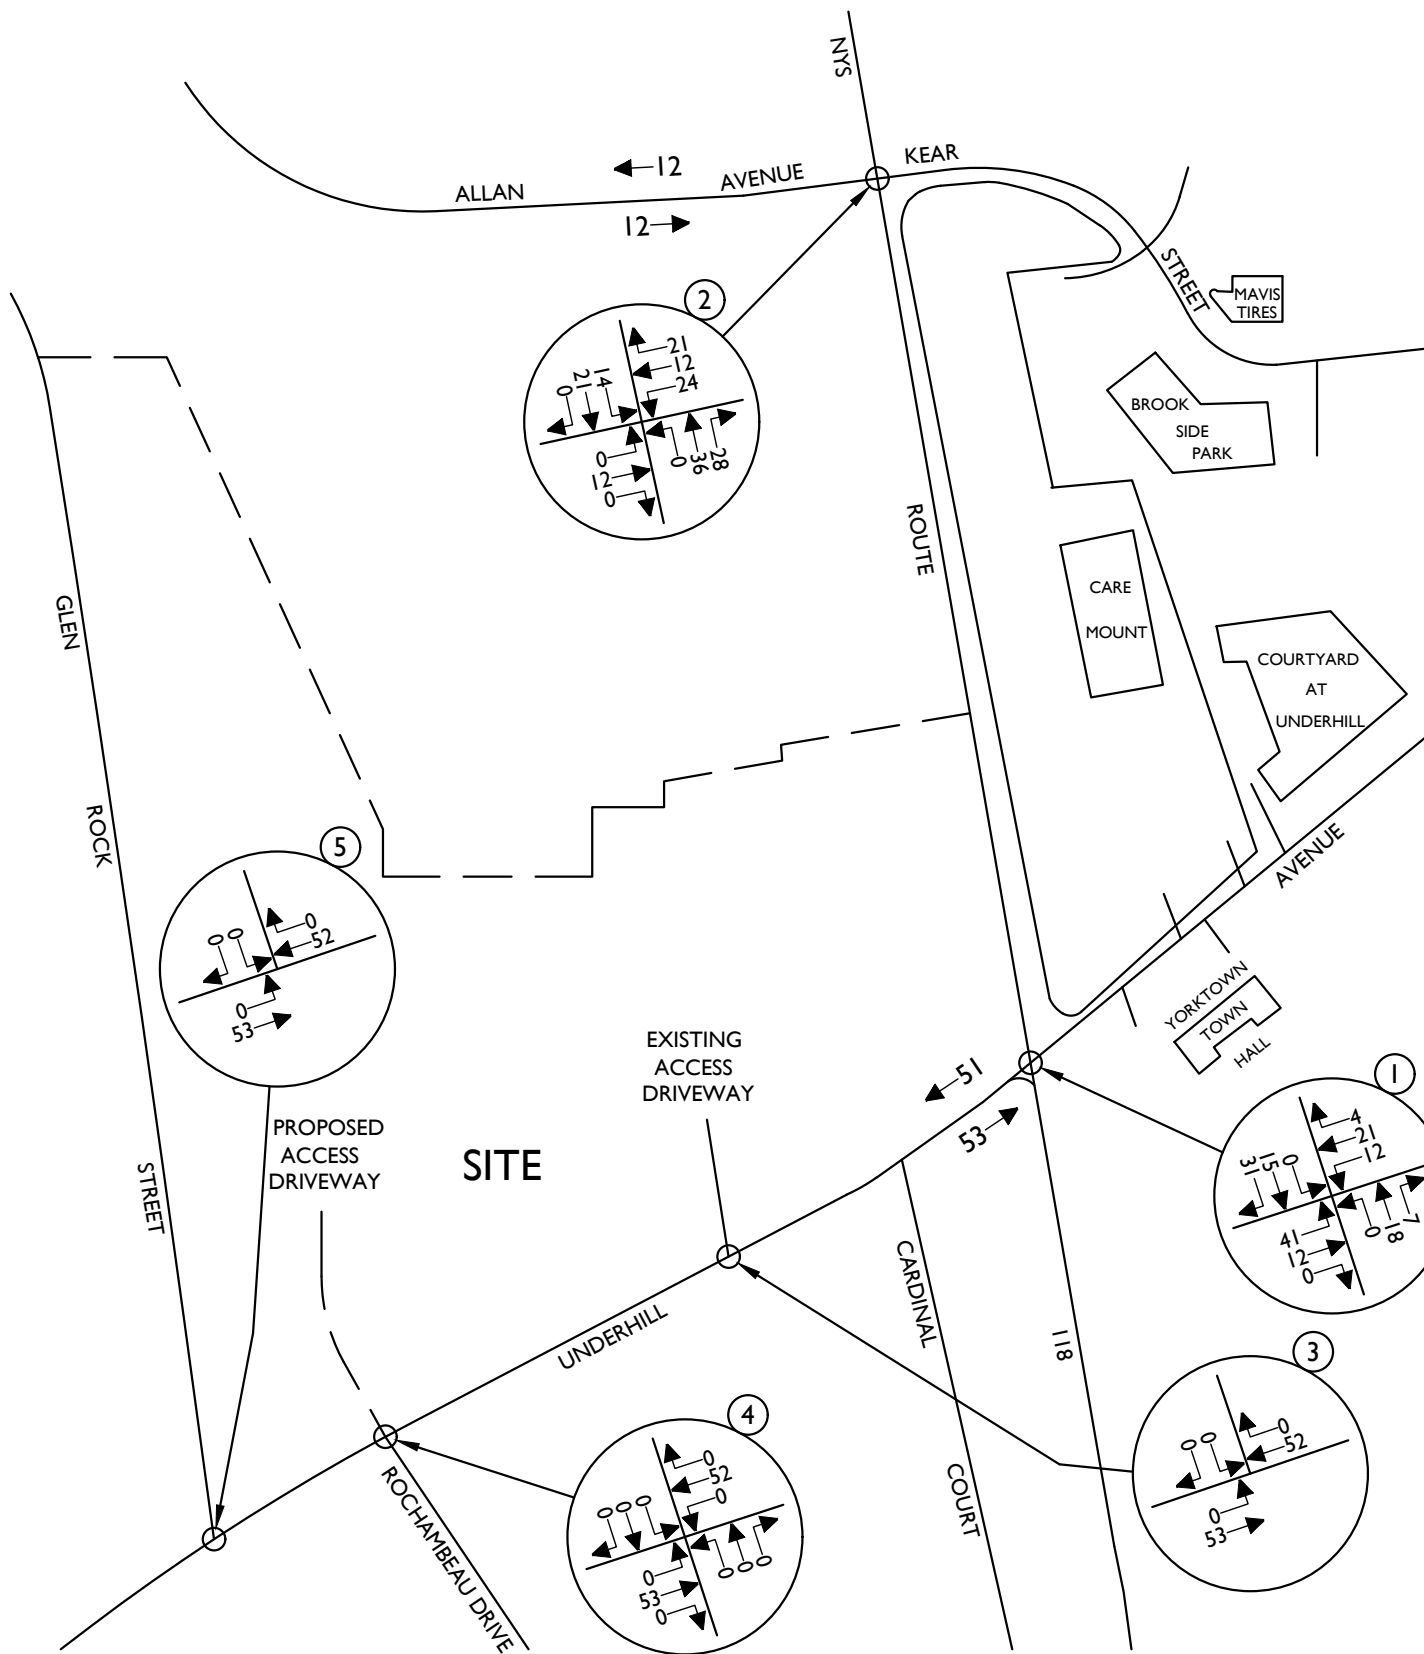 NYS
KEAR
12
ALLAN
AVENUE
12
STREET
MAVIS
TIRES
2
21
12
24
14
21
0
0
12
0
0
36
28
BROOK
SIDE
PARK
ROUTE
CARE
MOUNT
GLEN
COURTYARD
AT
UNDERHILL
ROCK
AVENUE
5
0
52
0
0
0
53
YORKTOWN
TOWN
HALL
EXISTING
ACCESS
DRIVEWAY
51
53
1
4
21
12
0
15
31
41
12
0
0
18
7
PROPOSED
ACCESS
DRIVEWAY
SITE
STREET
CARDINAL
UNDERHILL
118
3
0
52
0
0
0
53
4
0
52
0
0
0
0
0
53
0
0
0
0
COURT
ROCHAMBEAU DRIVE